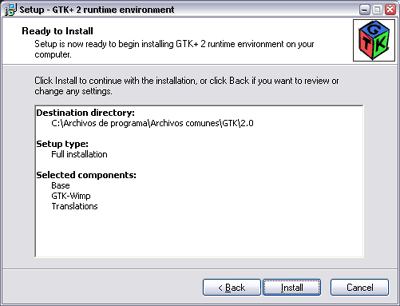 Setup - GTK+ 2 runtime environment
Ready to Install
Setup is now ready to begin installing GTK+ 2 runtime environment on your
computer.
GTK
Click Install to continue with the installation, or click Back if you want to review or
change any settings.
Destination directory:
C:\Archivos de programa\Archivos comunes\GTK\2.0
Setup type:
Full installation
Selected components:
Base
GTK-Wimp
Translations
< Back
Install
Cancel